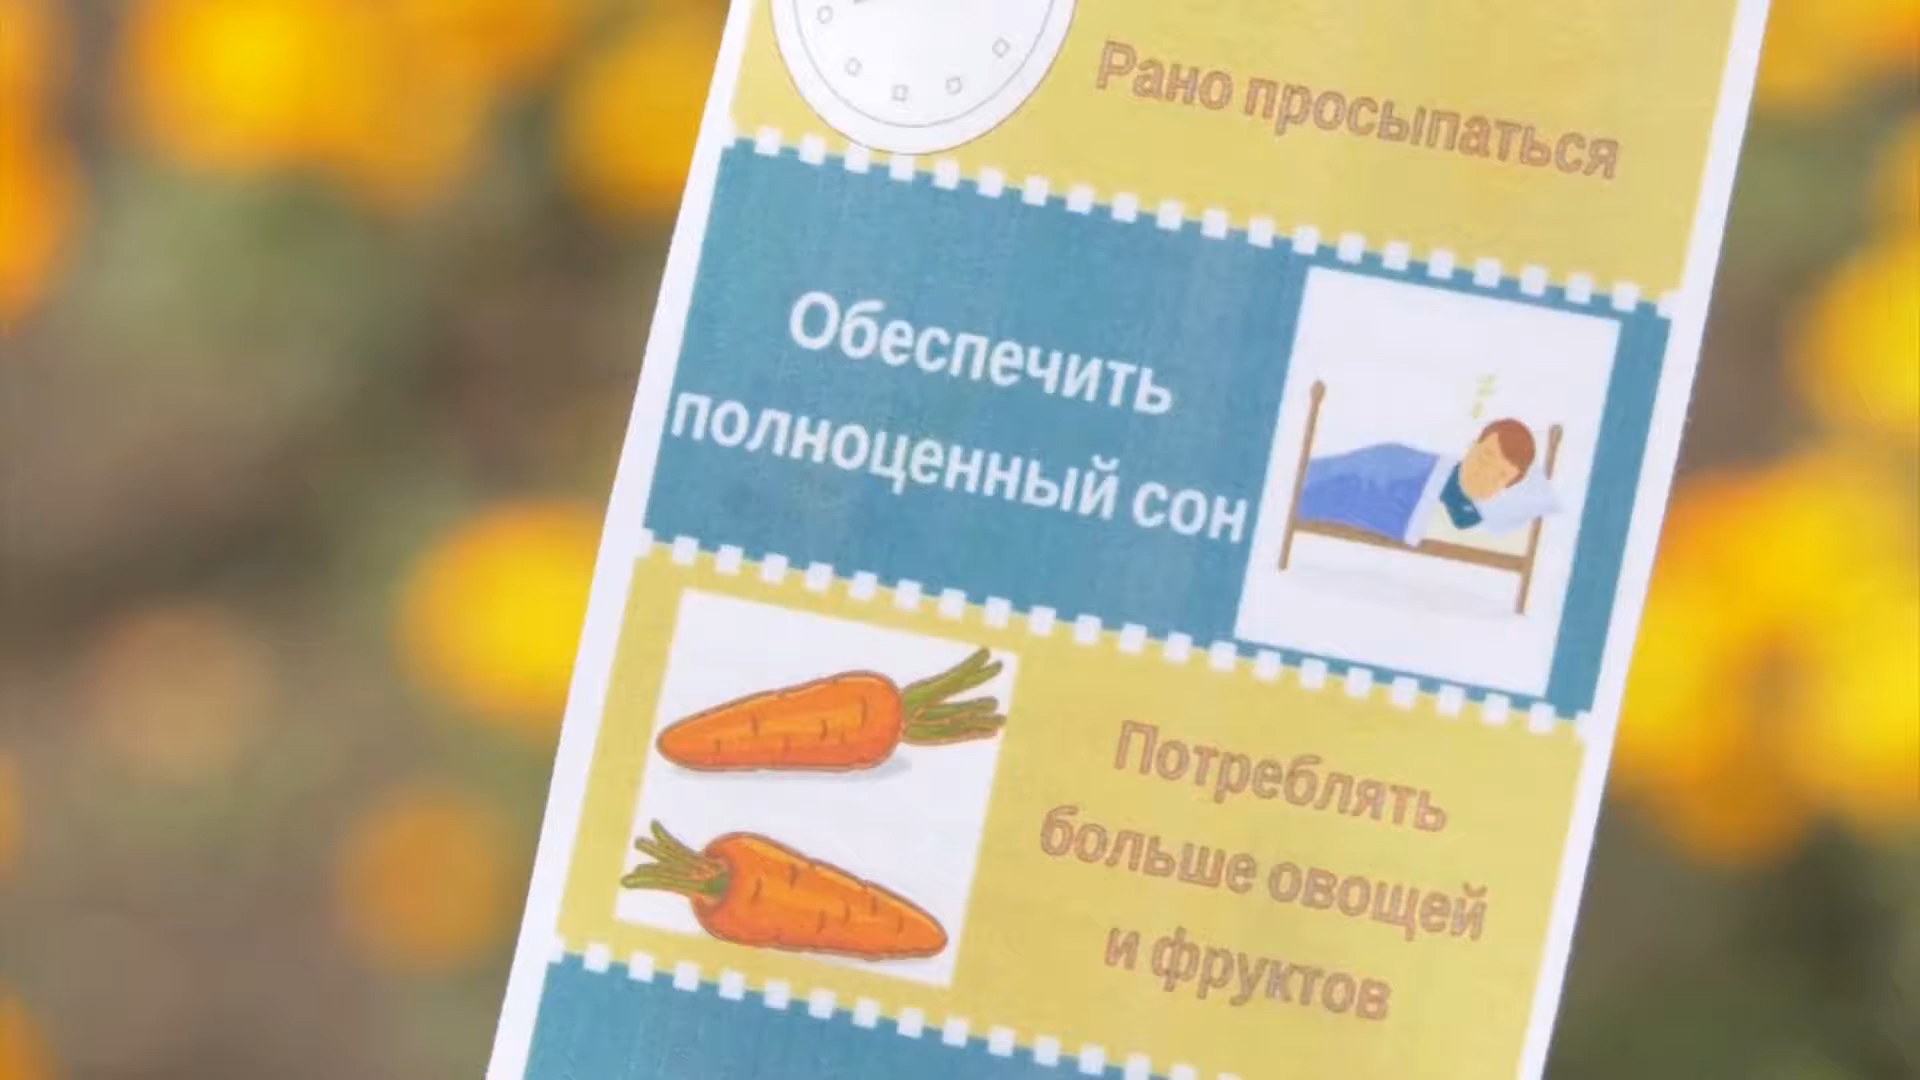 Рано просыпаться
Обеспечить
полноценный сон
Потреблять
больше овощей
и фруктов